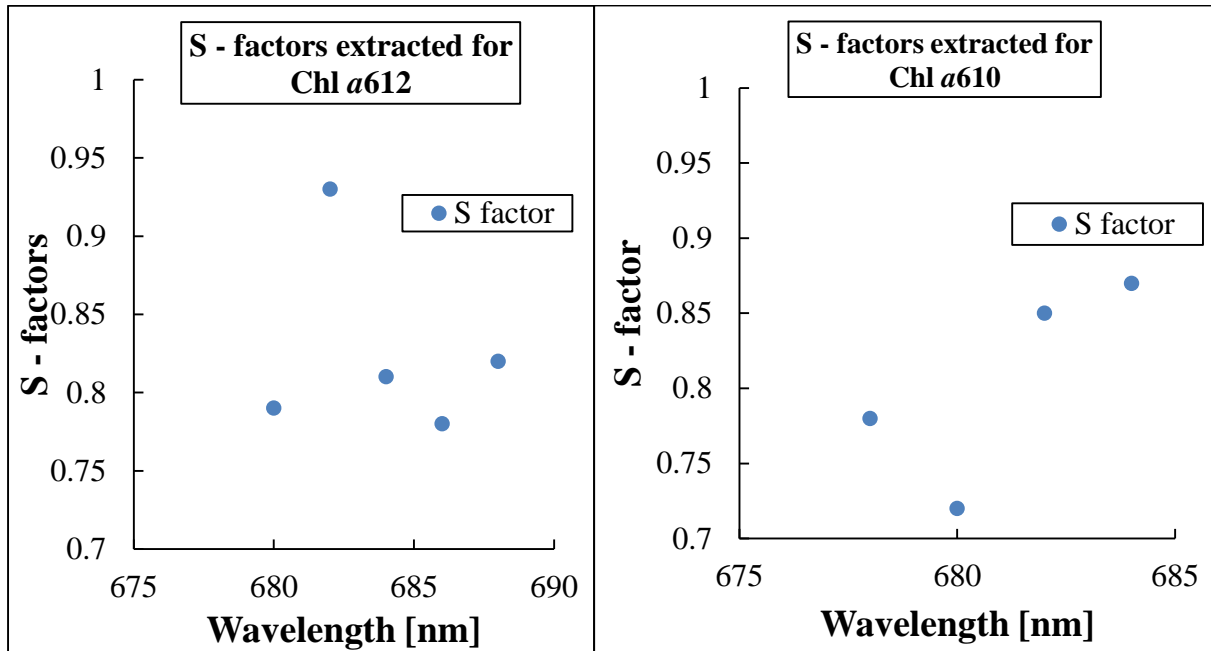 S - factors extracted for
Chl a612
1
0.95
0.9
0.85
0.8
0.75
0.7
S - factors
S factor
675 680 685 690
Wavelength [nm]
S - factors extracted for
Chl a610
1
0.95
0.9
0.85
0.8
0.75
0.7
S - factor
S factor
675 680 685
Wavelength [nm]